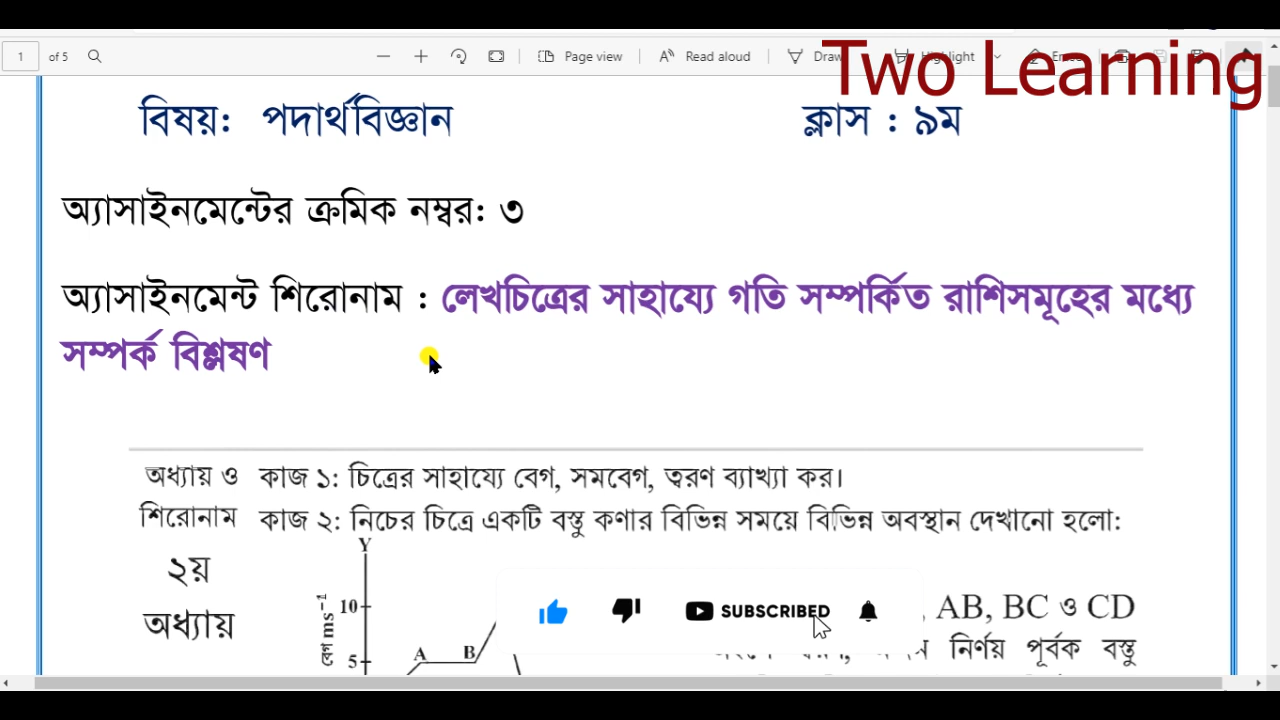 1 of 5 Page view Read aloud Draw Highlight
Two Learning
বিষয়: পদার্থবিজ্ঞান ক্লাস : ৯ম
অ্যাসাইনমেন্টের ক্রমিক নম্বর: ৩
অ্যাসাইনমেন্ট শিরোনাম : লেখচিত্রের সাহায্যে গতি সম্পর্কিত রাশিসমূহের মধ্যে
সম্পর্ক বিশ্লষণ
অধ্যায় ও কাজ ১: চিত্রের সাহায্যে বেগ, সমবেগ, ত্বরণ ব্যাখ্যা কর।
শিরোনাম কাজ ২: নিচের চিত্রে একটি বস্তু কণার বিভিন্ন সময়ে বিভিন্ন অবস্থান দেখানো হলো:
২য়
অধ্যায়
Y
10
বেগ ms⁻¹
5
A B
SUBSCRIBED
, AB, BC ও CD
নির্ণয় পূর্বক বস্তু